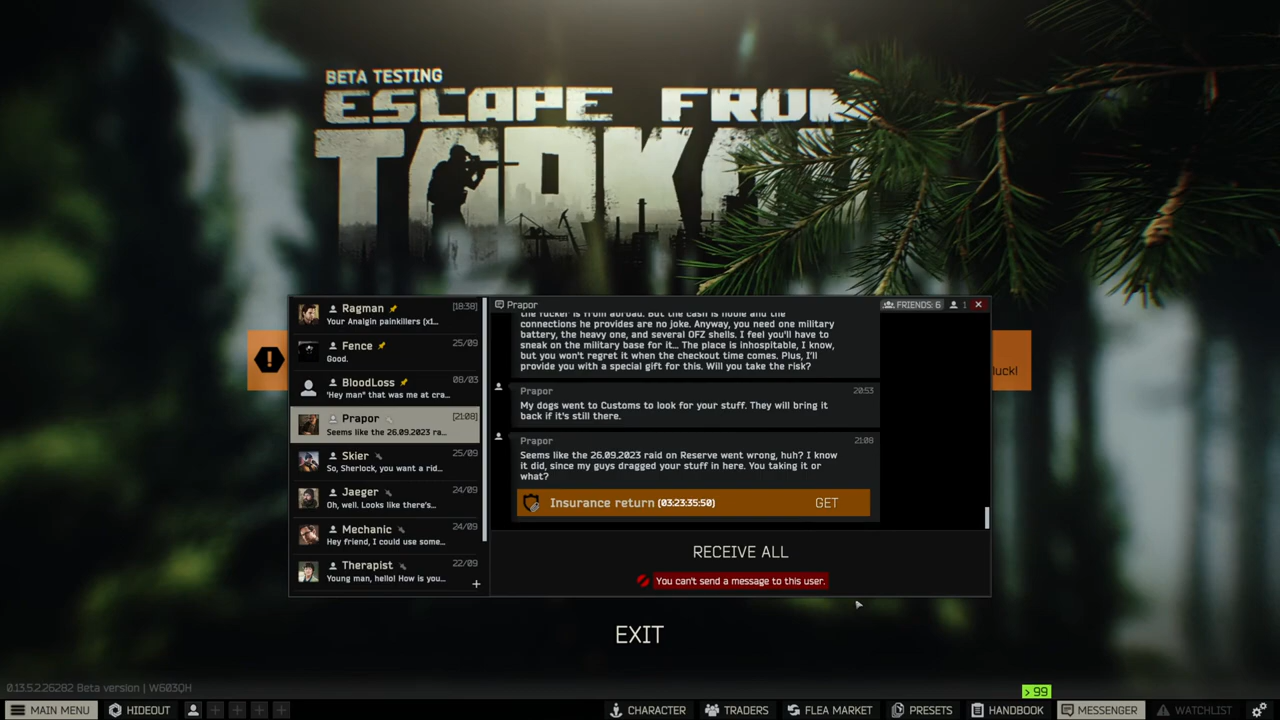 BETA TESTING
ESCAPE FROM
TARKOV
luck!
Ragman
[18:38]
Your Analgin painkillers (x1...
Fence
25/09
Good.
BloodLoss
08/03
'Hey man" that was me at cra...
Prapor
[21:08]
Seems like the 26.09.2023 ra...
Skier
25/09
So, Sherlock, you want a rid...
Jaeger
24/09
Oh, well. Looks like there's...
Mechanic
24/09
Hey friend, I could use some...
Therapist
22/09
Young man, hello! How is you...
+
Prapor
FRIENDS: 6
1
the fucker is from abroad. But the cash is noble and the
connections he provides are no joke. Anyway, you need one military
battery, the heavy one, and several OFZ shells. I feel you'll have to
sneak on the military base for it... The place is inhospitable, I know,
but you won't regret it when the checkout time comes. Plus, I'll
provide you with a special gift for this. Will you take the risk?
Prapor
20:53
My dogs went to Customs to look for your stuff. They will bring it
back if it's still there.
Prapor
21:08
Seems like the 26.09.2023 raid on Reserve went wrong, huh? I know
it did, since my guys dragged your stuff in here. You taking it or
what?
Insurance return (03:23:35:50)
GET
RECEIVE ALL
You can't send a message to this user.
EXIT
0.13.5.2.26282 Beta version | W603QH
> 99
MAIN MENU
HIDEOUT
CHARACTER
TRADERS
FLEA MARKET
PRESETS
HANDBOOK
MESSENGER
WATCHLIST